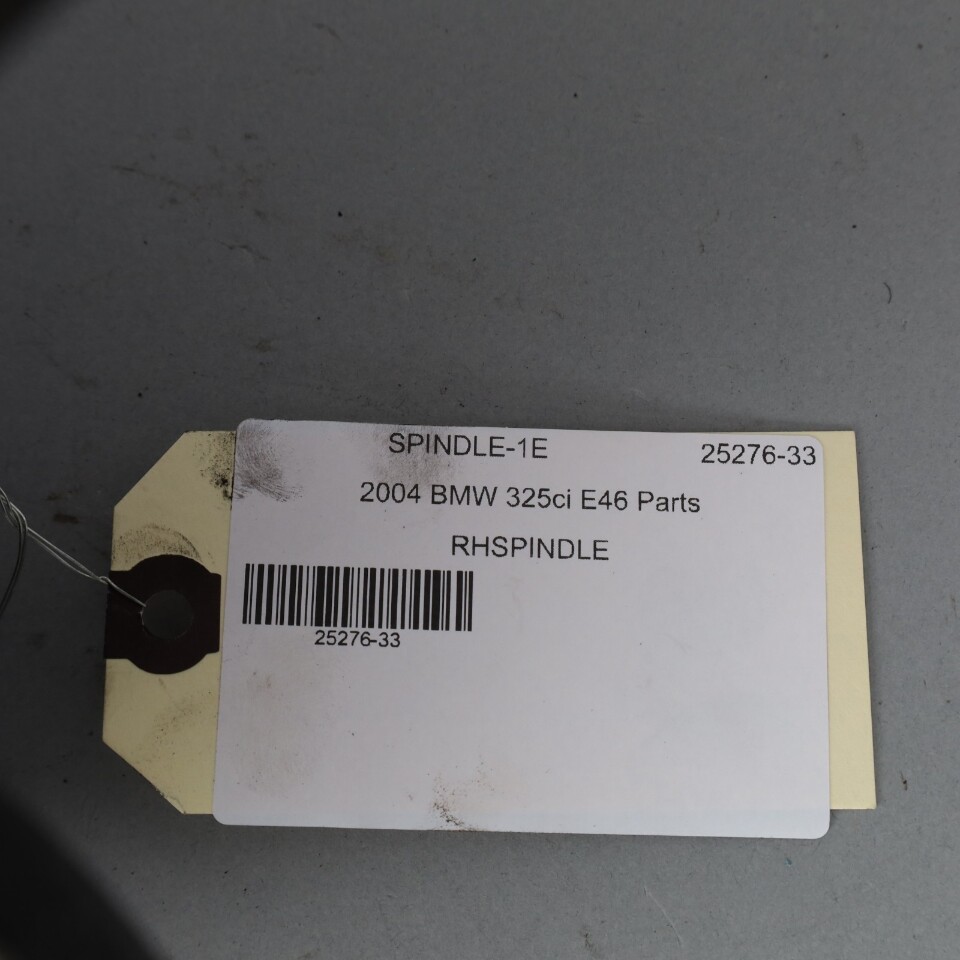 SPINDLE-1E 25276-33
2004 BMW 325ci E46 Parts
RHSPINDLE
25276-33